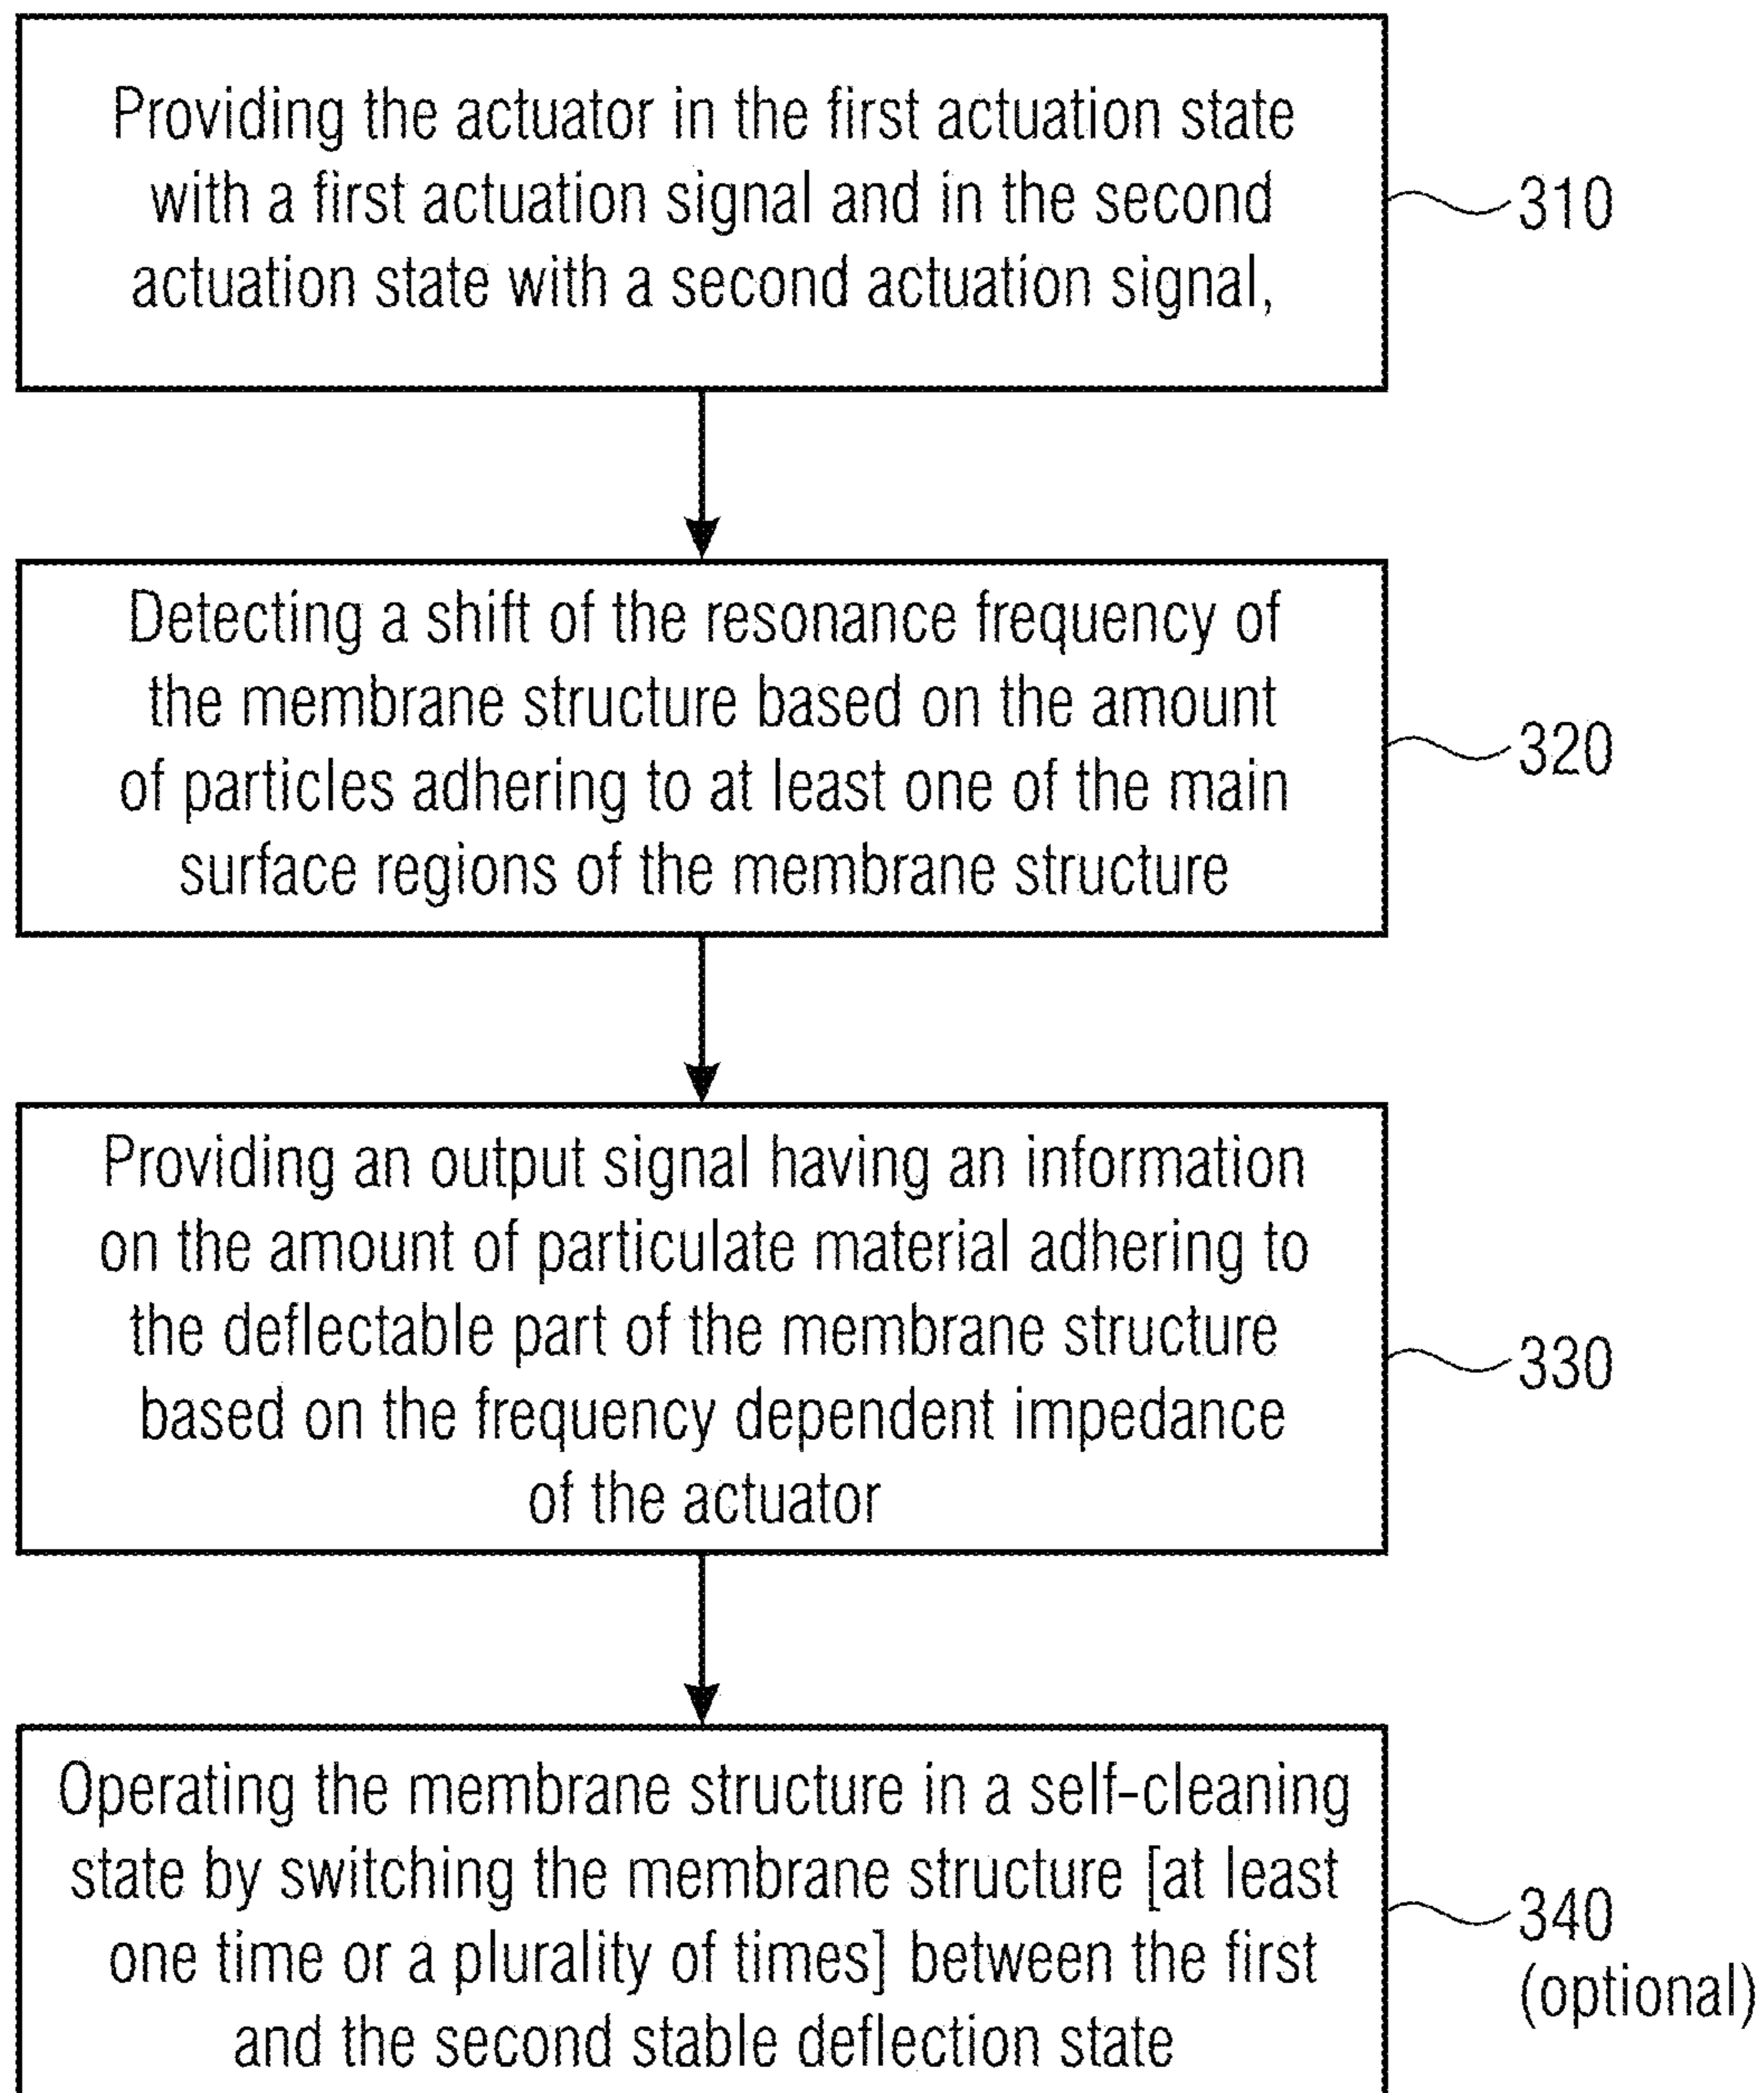 Providing the actuator in the first actuation state
with a first actuation signal and in the second
actuation state with a second actuation signal,
310
Detecting a shift of the resonance frequency of
the membrane structure based on the amount
of particles adhering to at least one of the main
surface regions of the membrane structure
320
Providing an output signal having an information
on the amount of particulate material adhering to
the deflectable part of the membrane structure
based on the frequency dependent impedance
of the actuator
330
Operating the membrane structure in a self-cleaning
state by switching the membrane structure [at least
one time or a plurality of times] between the first
and the second stable deflection state
340
(optional)